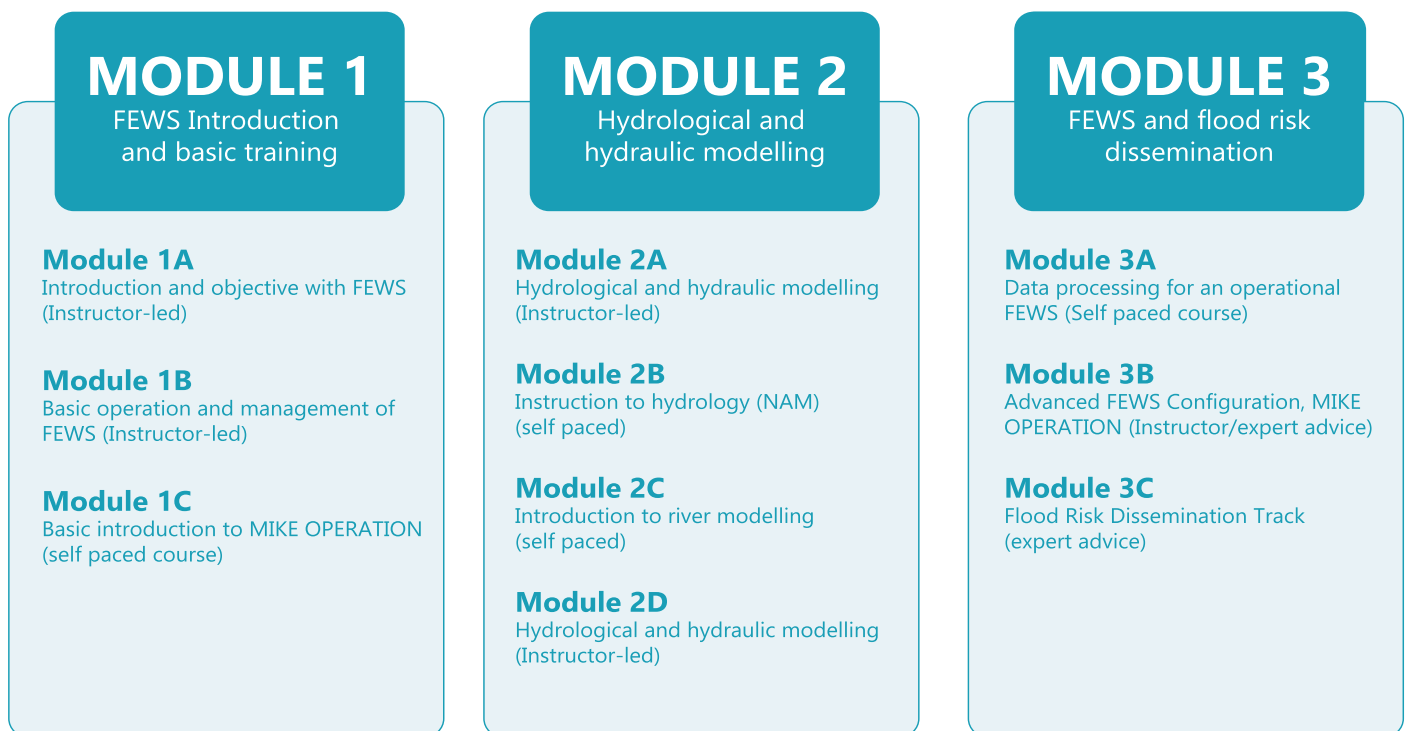 MODULE 1
FEWS Introduction
and basic training
Module 1A
Introduction and objective with FEWS
(Instructor-led)
Module 1B
Basic operation and management of
FEWS (Instructor-led)
Module 1C
Basic introduction to MIKE OPERATION
(self paced course)
MODULE 2
Hydrological and
hydraulic modelling
Module 2A
Hydrological and hydraulic modelling
(Instructor-led)
Module 2B
Instruction to hydrology (NAM)
(self paced)
Module 2C
Introduction to river modelling
(self paced)
Module 2D
Hydrological and hydraulic modelling
(Instructor-led)
MODULE 3
FEWS and flood risk
dissemination
Module 3A
Data processing for an operational
FEWS (Self paced course)
Module 3B
Advanced FEWS Configuration, MIKE
OPERATION (Instructor/expert advice)
Module 3C
Flood Risk Dissemination Track
(expert advice)